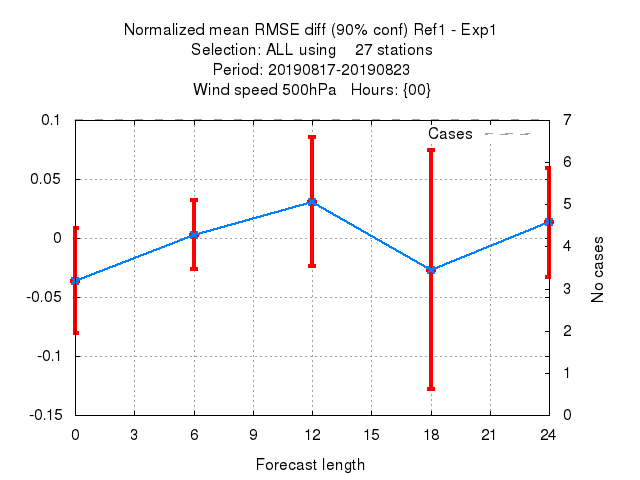 Normalized mean RMSE diff (90% conf) Ref1 - Exp1
Selection: ALL using    27 stations
Period: 20190817-20190823
Wind speed 500hPa   Hours: {00}
Cases
0.1
0.05
0
-0.05
-0.1
-0.15
7
6
5
4
3
2
1
0
No cases
0 3 6 9 12 15 18 21 24
Forecast length